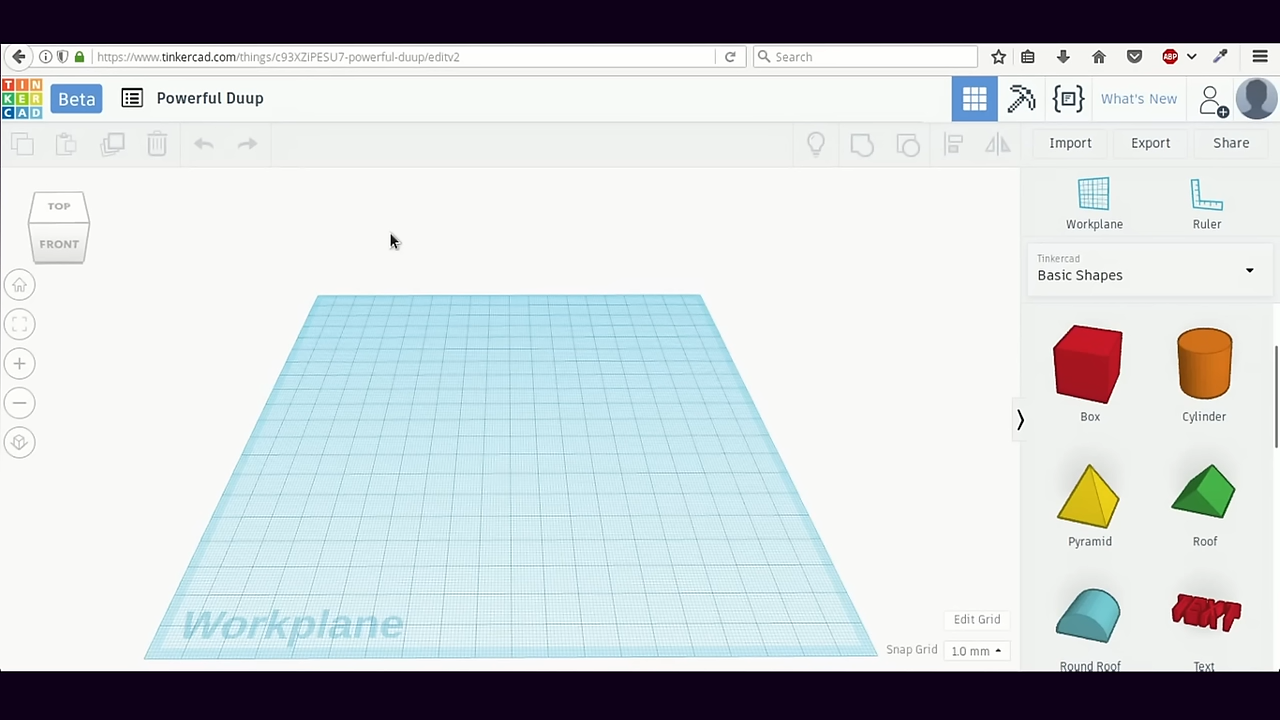 https://www.tinkercad.com/things/c93XZiPESU7-powerful-duup/editv2
Search
ABP
TIN
KER
CAD
Beta
Powerful Duup
What's New
Import
Export
Share
TOP
FRONT
Workplane
Ruler
Tinkercad
Basic Shapes
Box
Cylinder
Pyramid
Roof
TEXT
Round Roof
Text
Workplane
Edit Grid
Snap Grid
1.0 mm